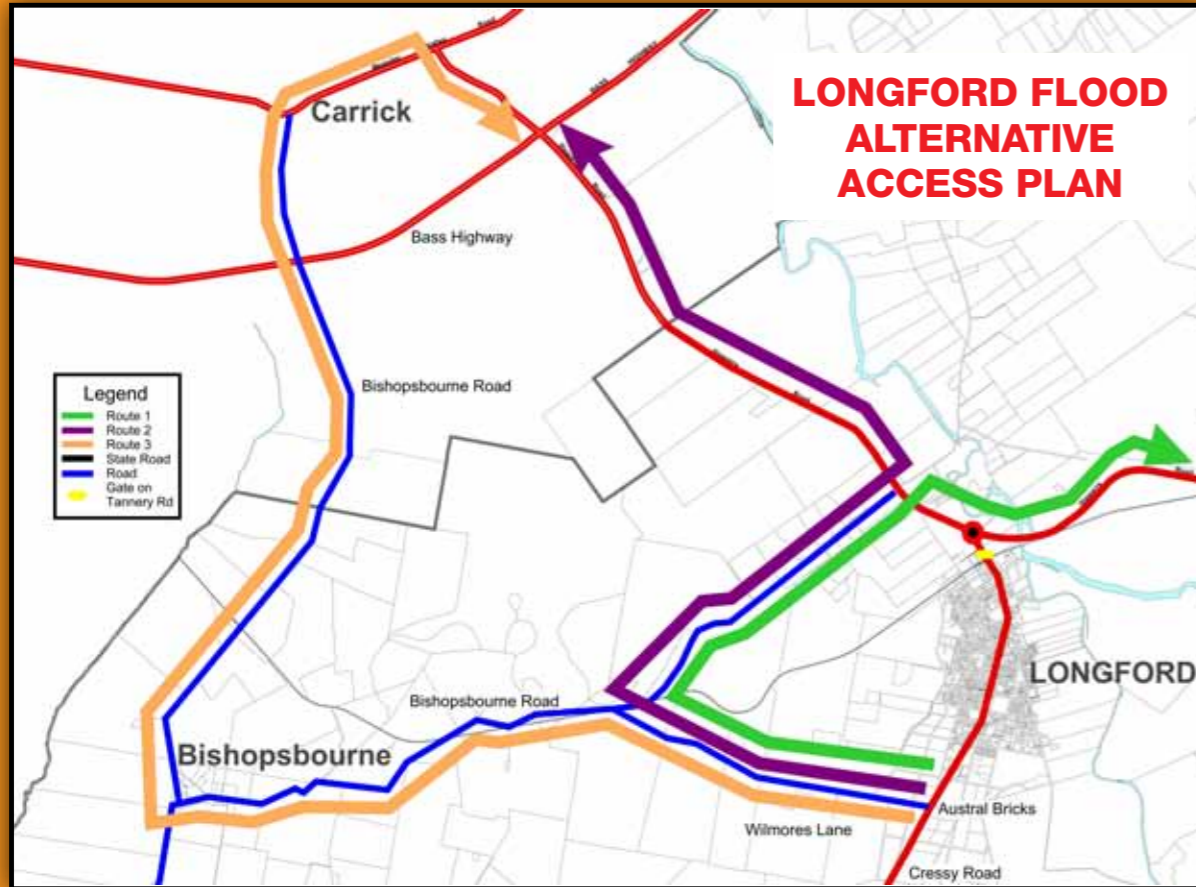 LONGFORD FLOOD
ALTERNATIVE
ACCESS PLAN
Carrick
Bass Highway
Legend
Route 1
Route 2
Route 3
State Road
Road
Gate on
Tannery Rd
Bishopsbourne Road
LONGFORD
Bishopsbourne Road
Bishopsbourne
Austral Bricks
Wilmores Lane
Cressy Road